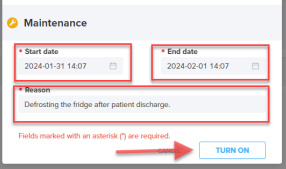 Maintenance
* Start date
* End date
2024-01-31 14:07
2024-02-01 14:07
* Reason
Defrosting the fridge after patient discharge.
Fields marked with an asterisk (*) are required.
TURN ON